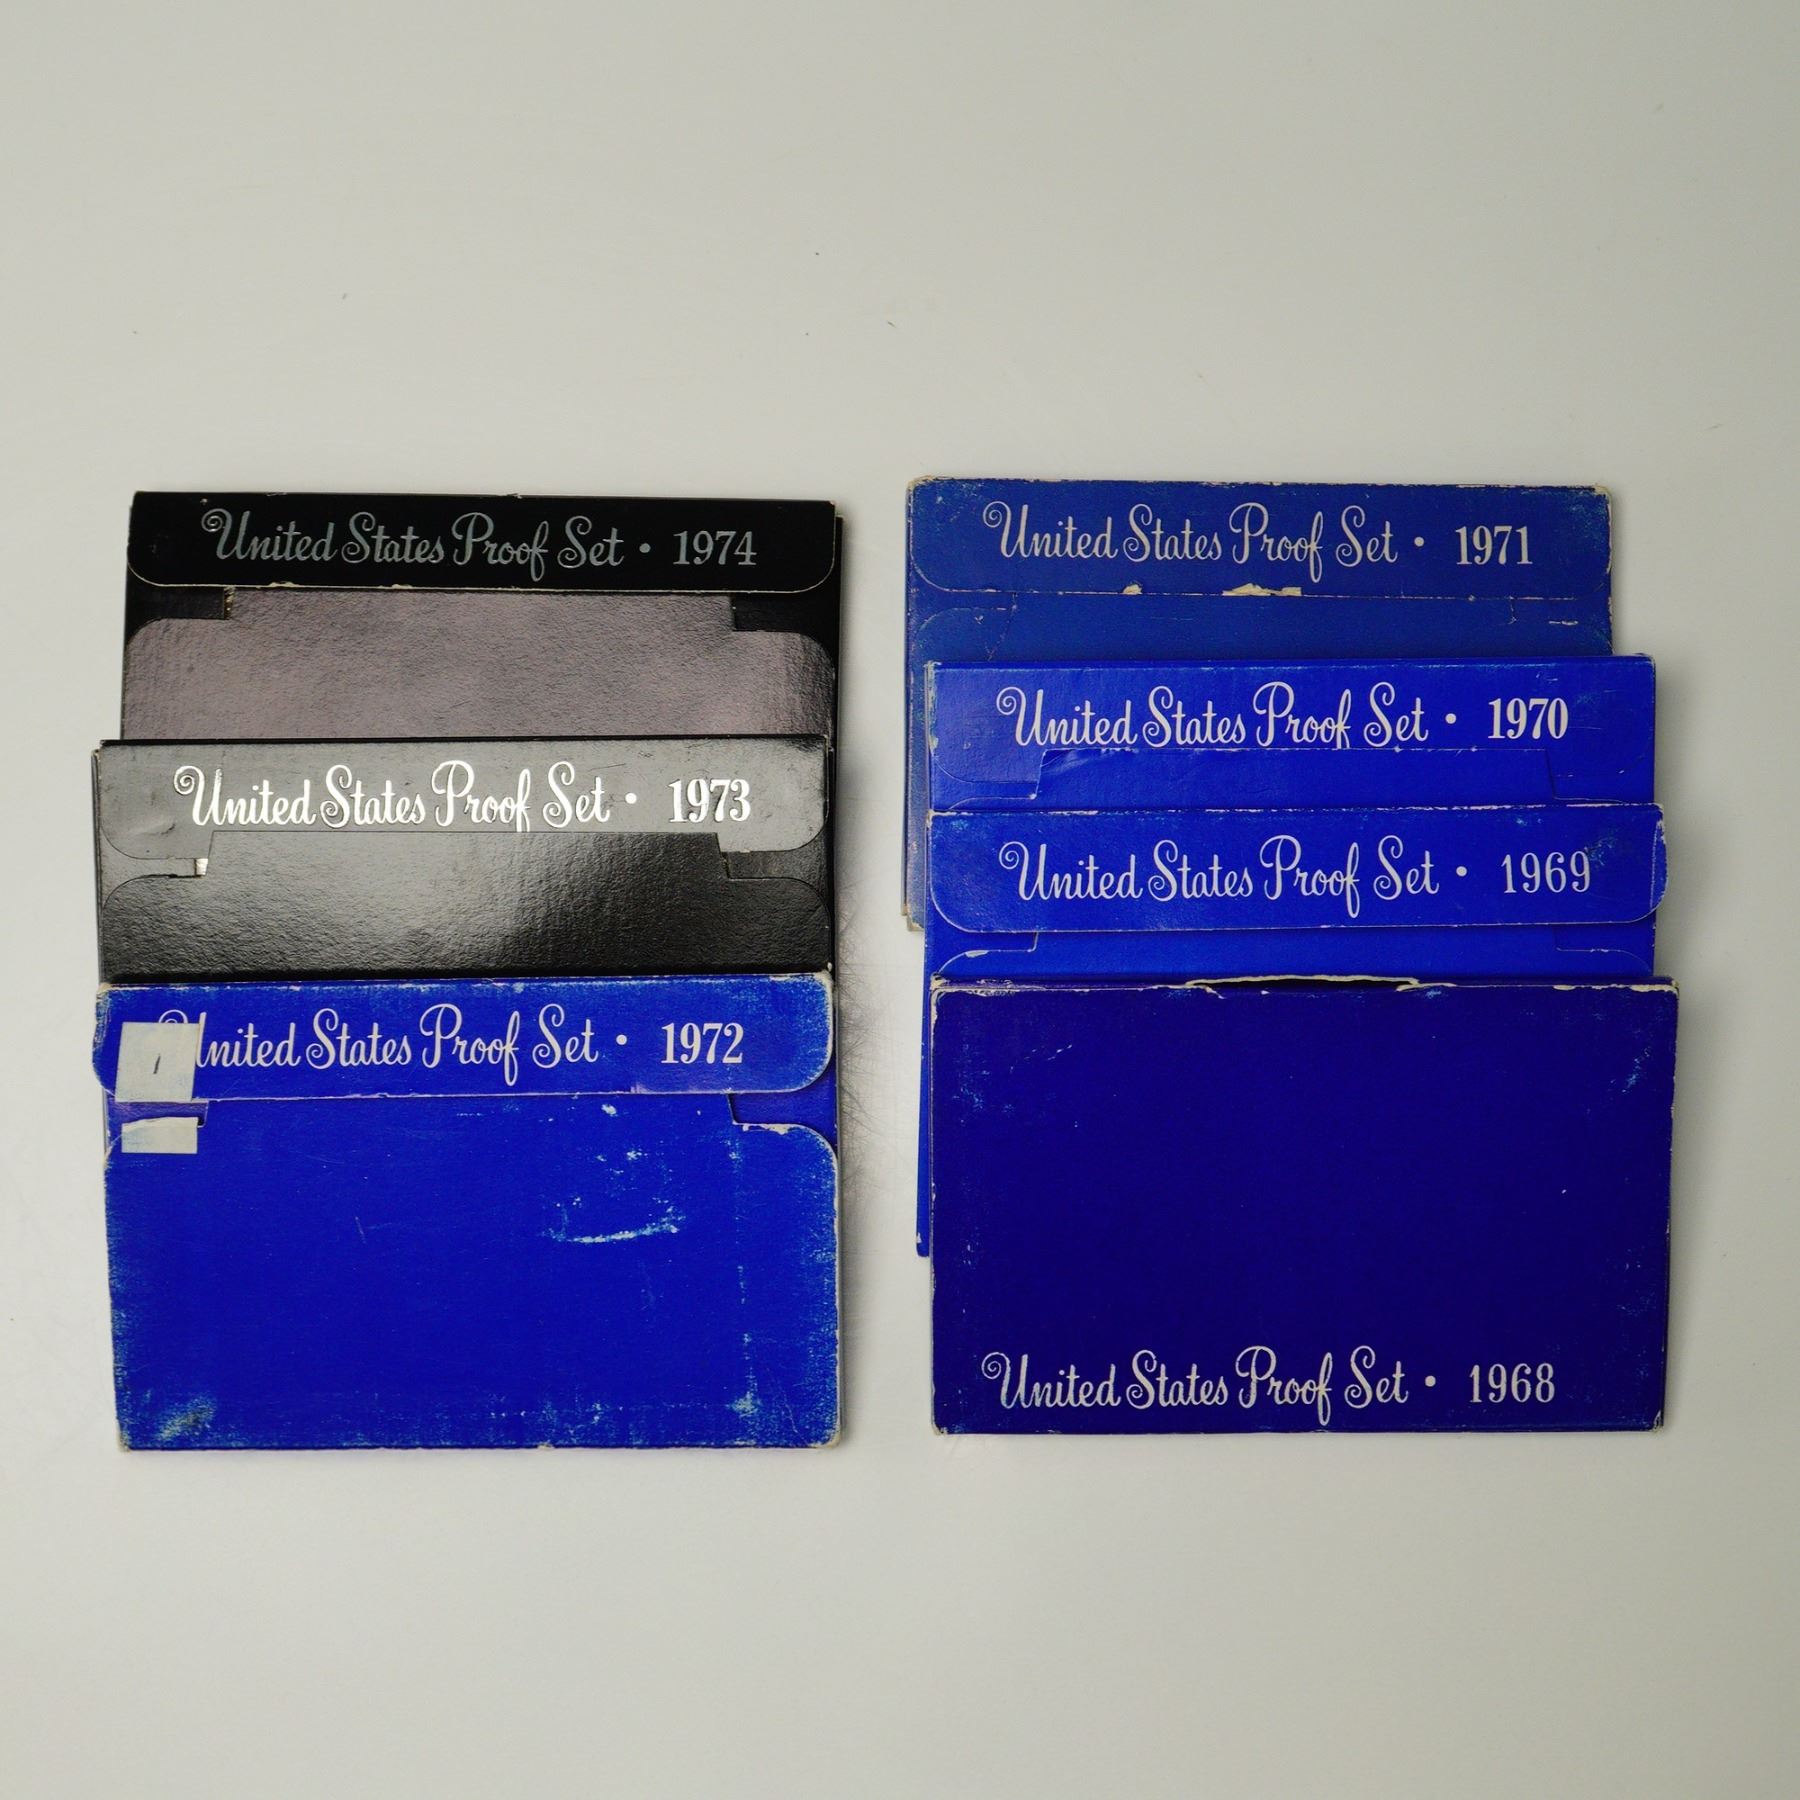 United States Proof Set • 1974
United States Proof Set • 1973
United States Proof Set • 1972
United States Proof Set • 1971
United States Proof Set • 1970
United States Proof Set • 1969
United States Proof Set • 1968